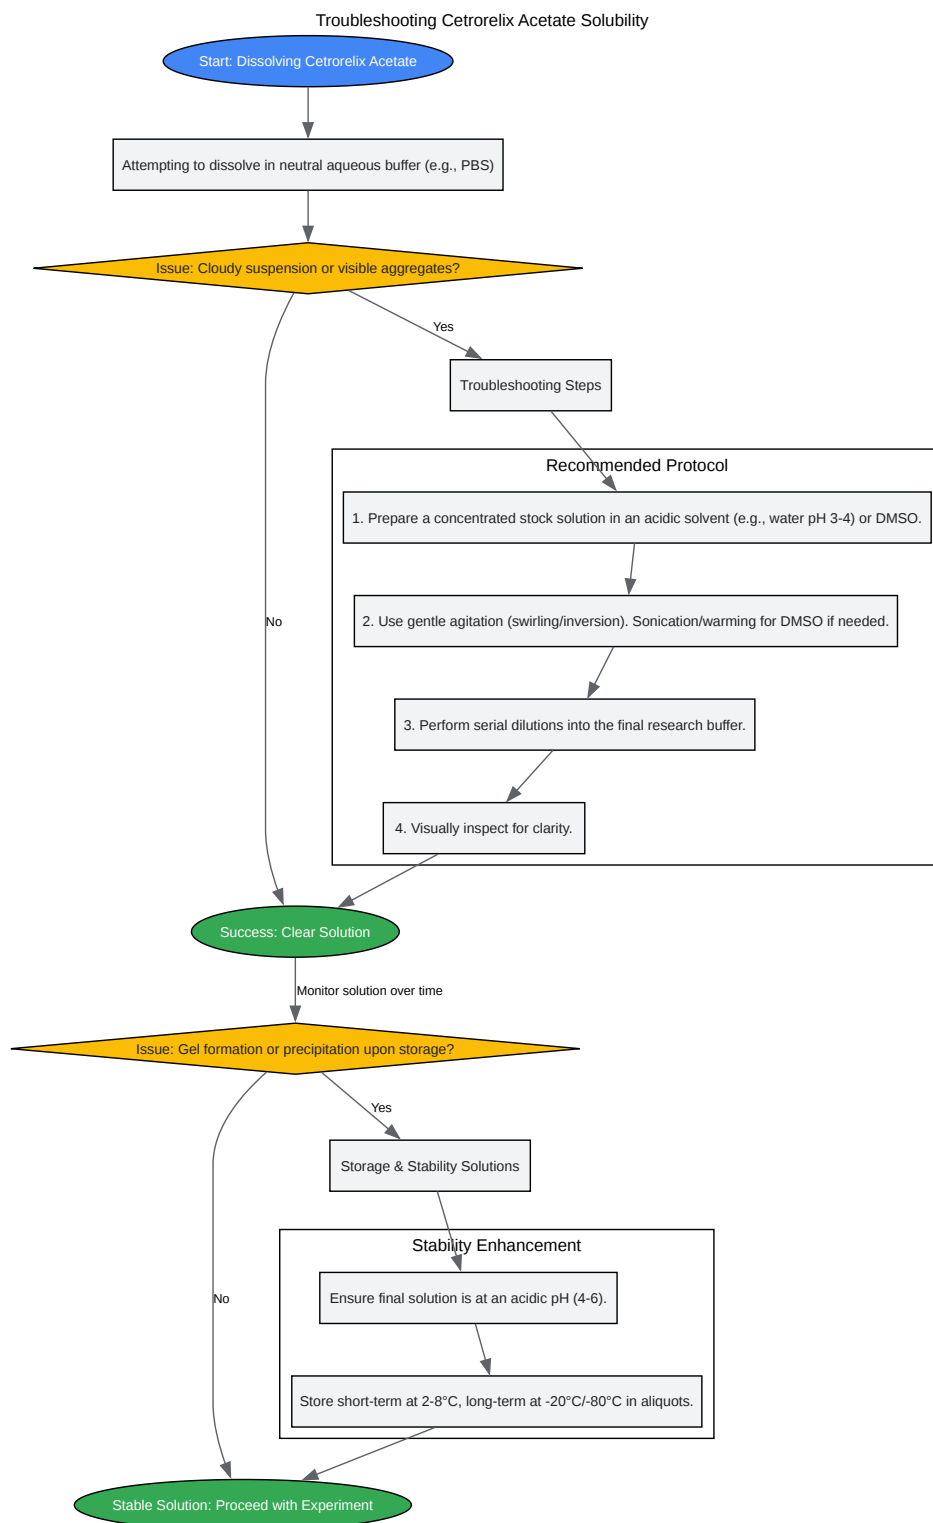 Troubleshooting Cetrorelix Acetate Solubility
Start: Dissolving Cetrorelix Acetate
Attempting to dissolve in neutral aqueous buffer (e.g., PBS)
Issue: Cloudy suspension or visible aggregates?
Yes
Troubleshooting Steps
Recommended Protocol
1. Prepare a concentrated stock solution in an acidic solvent (e.g., water pH 3-4) or DMSO.
2. Use gentle agitation (swirling/inversion). Sonication/warming for DMSO if needed.
No
3. Perform serial dilutions into the final research buffer.
4. Visually inspect for clarity.
Success: Clear Solution
Monitor solution over time
Issue: Gel formation or precipitation upon storage?
Yes
Storage & Stability Solutions
Stability Enhancement
Ensure final solution is at an acidic pH (4-6).
No
Store short-term at 2-8°C, long-term at -20°C/-80°C in aliquots.
Stable Solution: Proceed with Experiment